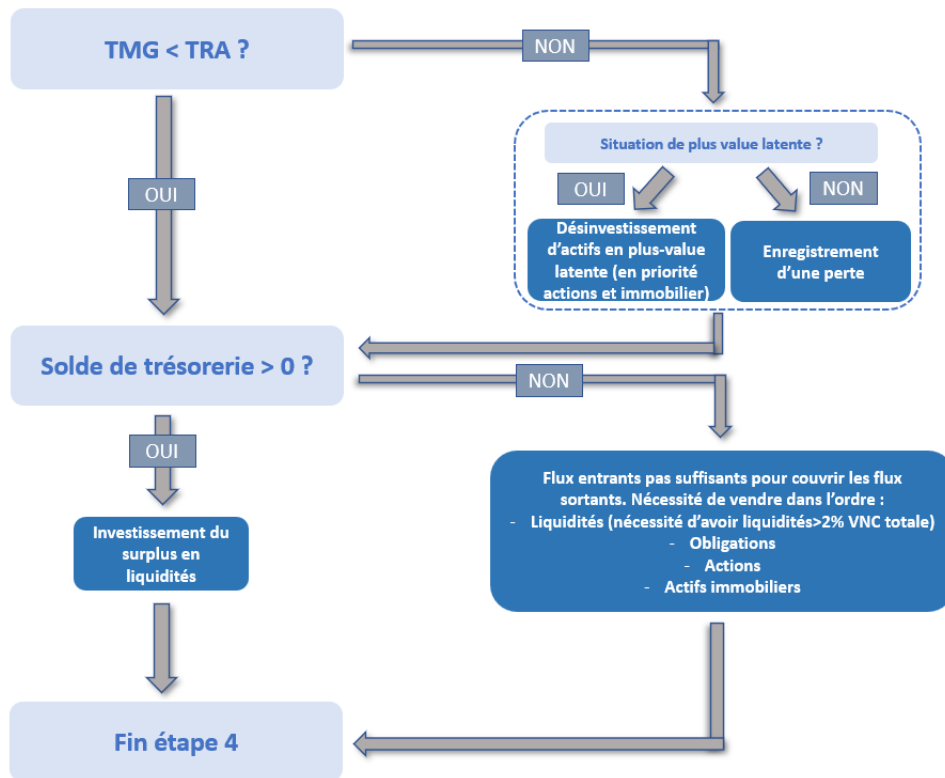 TMG < TRA ?
NON
Situation de plus value latente ?
OUI
OUI
NON
Désinvestissement
d'actifs en plus-value
latente (en priorité
actions et immobilier)
Enregistrement
d'une perte
Solde de trésorerie > 0 ?
NON
OUI
Flux entrants pas suffisants pour couvrir les flux
sortants. Nécessité de vendre dans l'ordre :
- Liquidités (nécessité d'avoir liquidités>2% VNC totale)
- Obligations
- Actions
- Actifs immobiliers
Investissement du
surplus en
liquidités
Fin étape 4